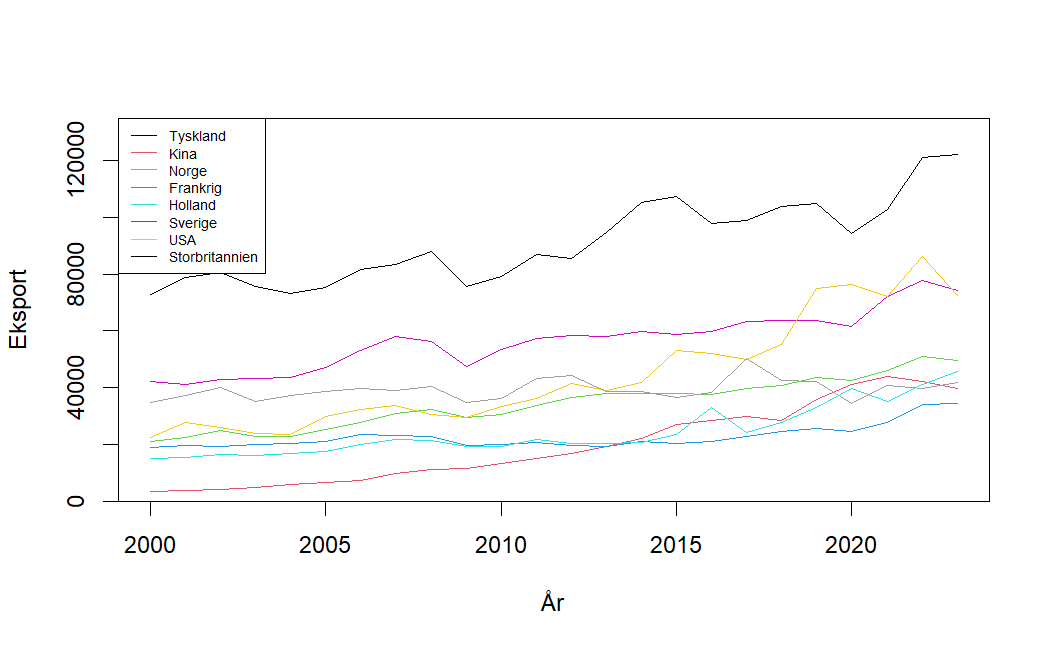 Tyskland
Kina
Norge
Frankrig
Holland
Sverige
USA
Storbritannien
120000
80000
40000
0
Eksport
2000 2005 2010 2015 2020
År